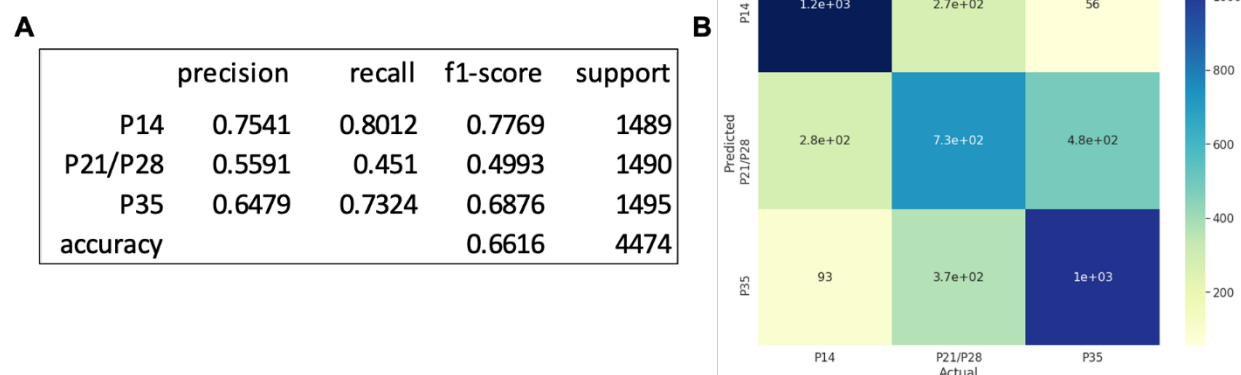 A
precision recall f1-score support
P14 0.7541 0.8012 0.7769 1489
P21/P28 0.5591 0.451 0.4993 1490
P35 0.6479 0.7324 0.6876 1495
accuracy 0.6616 4474
B
P14 1.2e+03 2.7e+02 56
Predicted
P21/P28 2.8e+02 7.3e+02 4.8e+02
P35 93 3.7e+02 1e+03
P14 P21/P28 P35
Actual
800
600
400
200